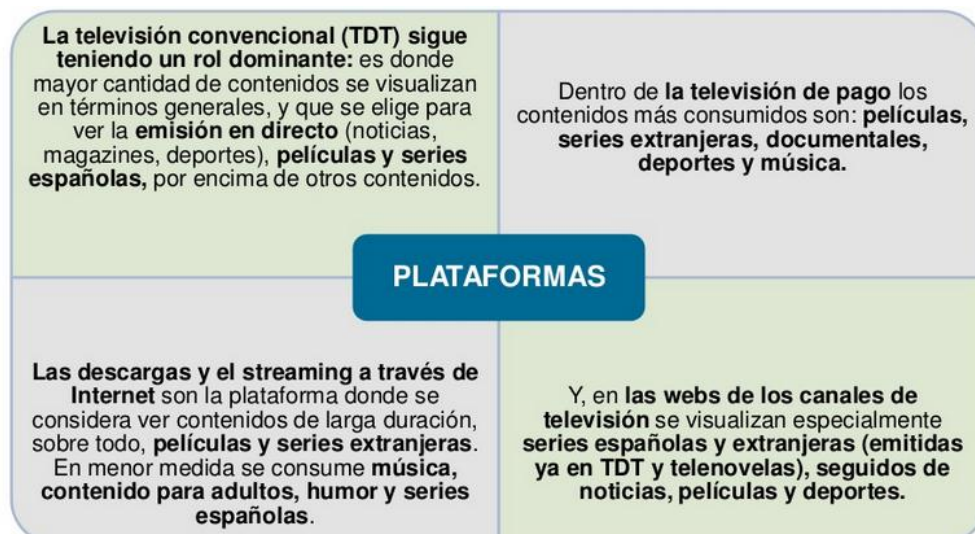 La televisión convencional (TDT) sigue
teniendo un rol dominante: es donde
mayor cantidad de contenidos se visualizan
en términos generales, y que se elige para
ver la emisión en directo (noticias,
magazines, deportes), películas y series
españolas, por encima de otros contenidos.
Dentro de la televisión de pago los
contenidos más consumidos son: películas,
series extranjeras, documentales,
deportes y música.
PLATAFORMAS
Las descargas y el streaming a través de
Internet son la plataforma donde se
considera ver contenidos de larga duración,
sobre todo, películas y series extranjeras.
En menor medida se consume música,
contenido para adultos, humor y series
españolas.
Y, en las webs de los canales de
televisión se visualizan especialmente
series españolas y extranjeras (emitidas
ya en TDT y telenovelas), seguidos de
noticias, películas y deportes.